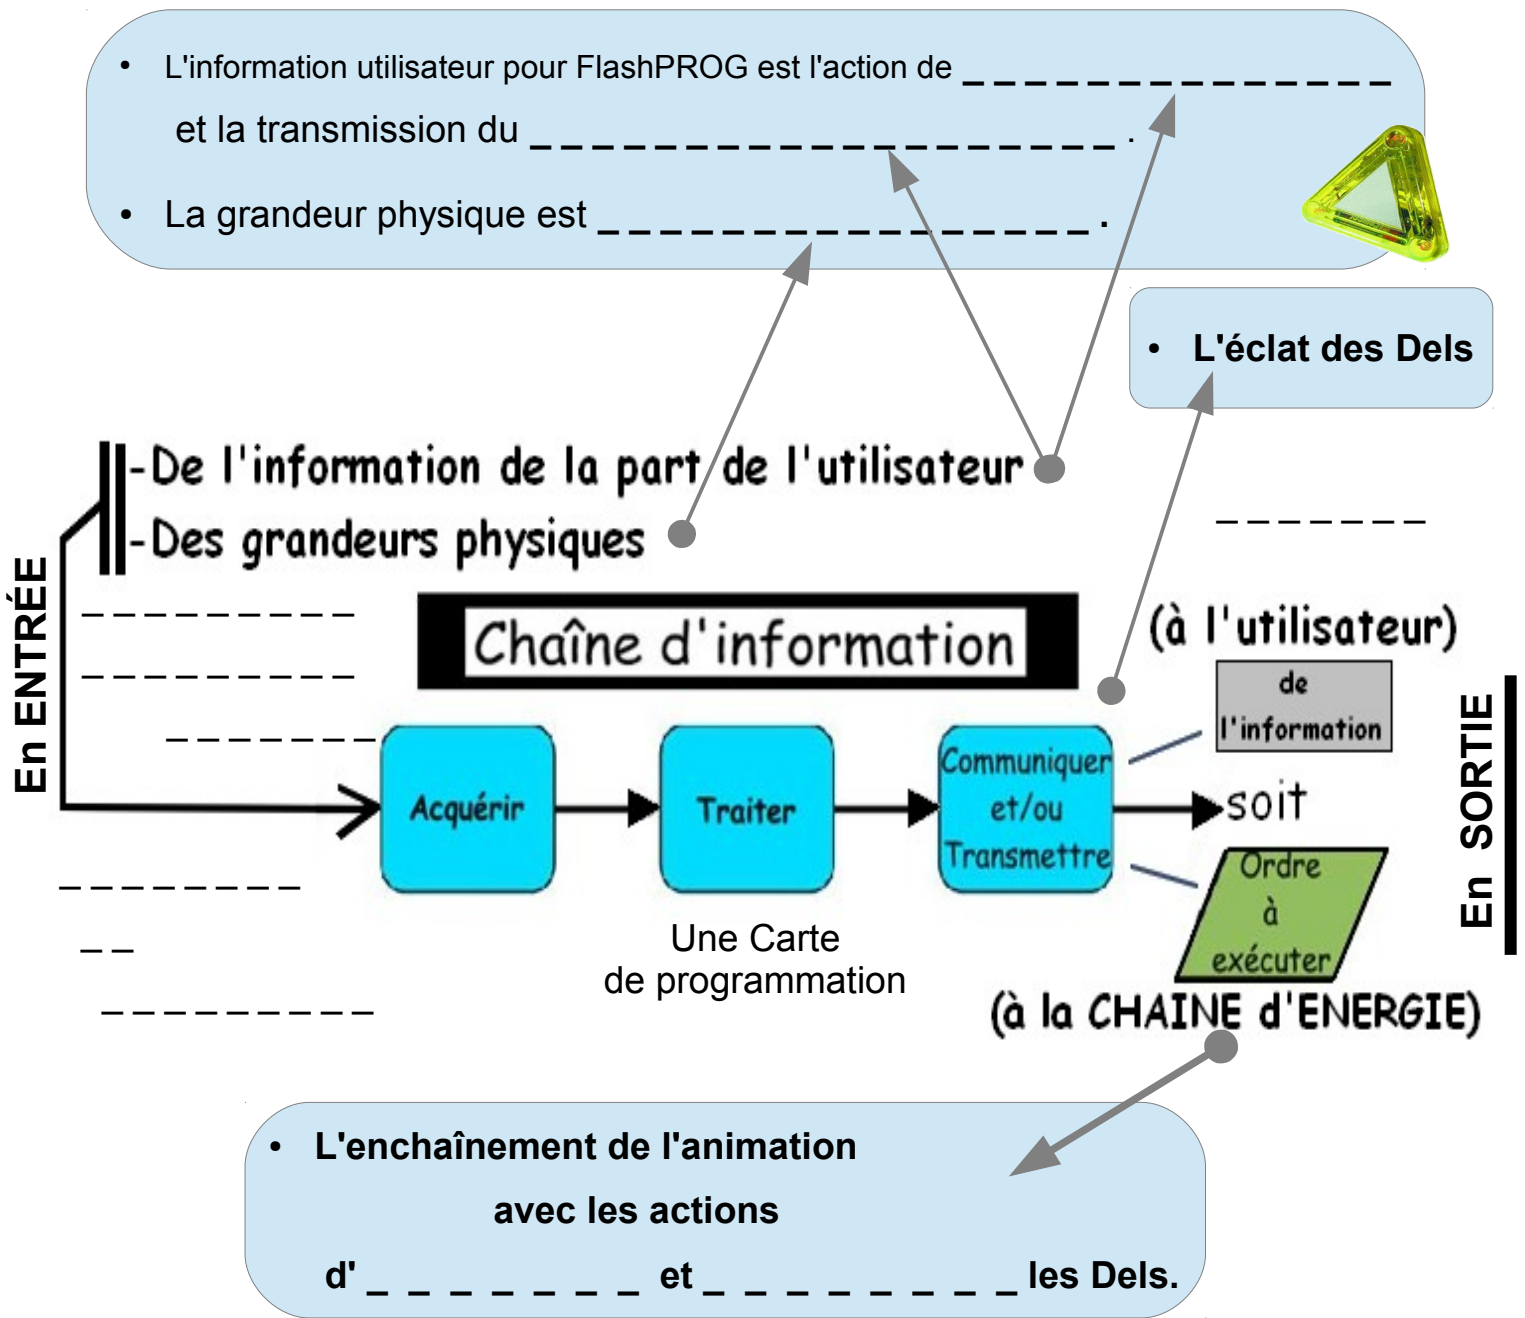 • L'information utilisateur pour FlashPROG est l'action de _ _ _ _ _ _ _ _ _ _ _ _ _ _ _
et la transmission du _ _ _ _ _ _ _ _ _ _ _ _ _ _ _ _ _ _ _ .
• La grandeur physique est _ _ _ _ _ _ _ _ _ _ _ _ _ _ _ _ .
• L'éclat des Dels
-De l'information de la part de l'utilisateur
-Des grandeurs physiques
En ENTRÉE
Chaîne d'information
(à l'utilisateur)
de
l'information
Acquérir
Traiter
Communiquer
et/ou
Transmettre
soit
Ordre
à
exécuter
En SORTIE
Une Carte
de programmation
(à la CHAINE d'ENERGIE)
• L'enchaînement de l'animation
avec les actions
d' _ _ _ _ _ _ _ _ et _ _ _ _ _ _ _ _ _ les Dels.